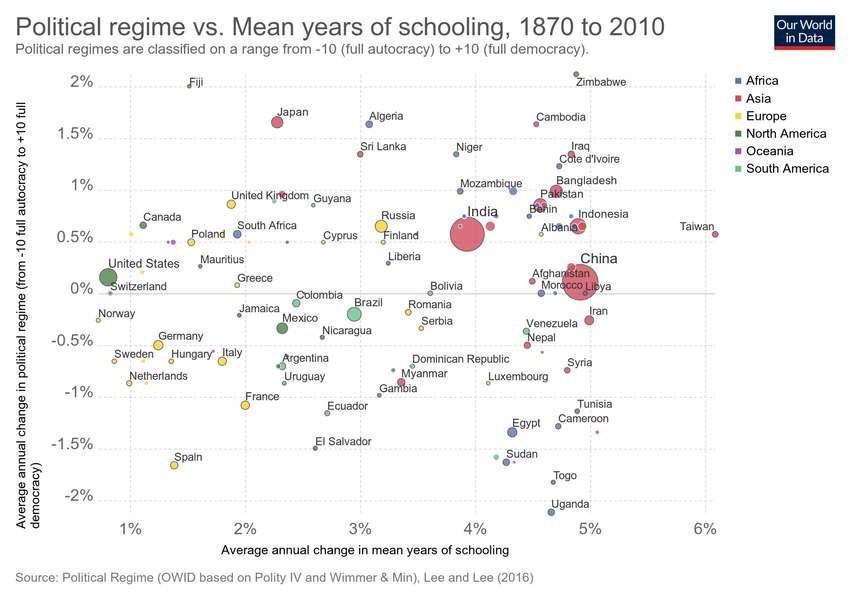 Political regime vs. Mean years of schooling, 1870 to 2010
Political regimes are classified on a range from -10 (full autocracy) to +10 (full democracy).
Our World
in Data
Average annual change in political regime (from -10 full autocracy to +10 full
democracy)
2%
1.5%
1%
0.5%
0%
-0.5%
-1%
-1.5%
-2%
Fiji
Zimbabwe
Japan
Algeria
Cambodia
Sri Lanka
Niger
Iraq
Cote d'Ivoire
Mozambique
Bangladesh
United Kingdom
Guyana
Pakistan
Canada
Russia
India
Benin
Indonesia
Poland
South Africa
Cyprus
Finland
Albania
Taiwan
Mauritius
Liberia
United States
China
Switzerland
Greece
Bolivia
Afghanistan
Morocco
Libya
Colombia
Norway
Jamaica
Mexico
Brazil
Romania
Serbia
Iran
Nicaragua
Venezuela
Germany
Nepal
Sweden
Hungary
Italy
Argentina
Dominican Republic
Syria
Netherlands
Uruguay
Myanmar
Luxembourg
Gambia
France
Ecuador
Tunisia
Egypt
Cameroon
El Salvador
Spain
Sudan
Togo
Uganda
1%
2%
3%
4%
5%
6%
Average annual change in mean years of schooling
Africa
Asia
Europe
North America
Oceania
South America
Source: Political Regime (OWID based on Polity IV and Wimmer & Min), Lee and Lee (2016)